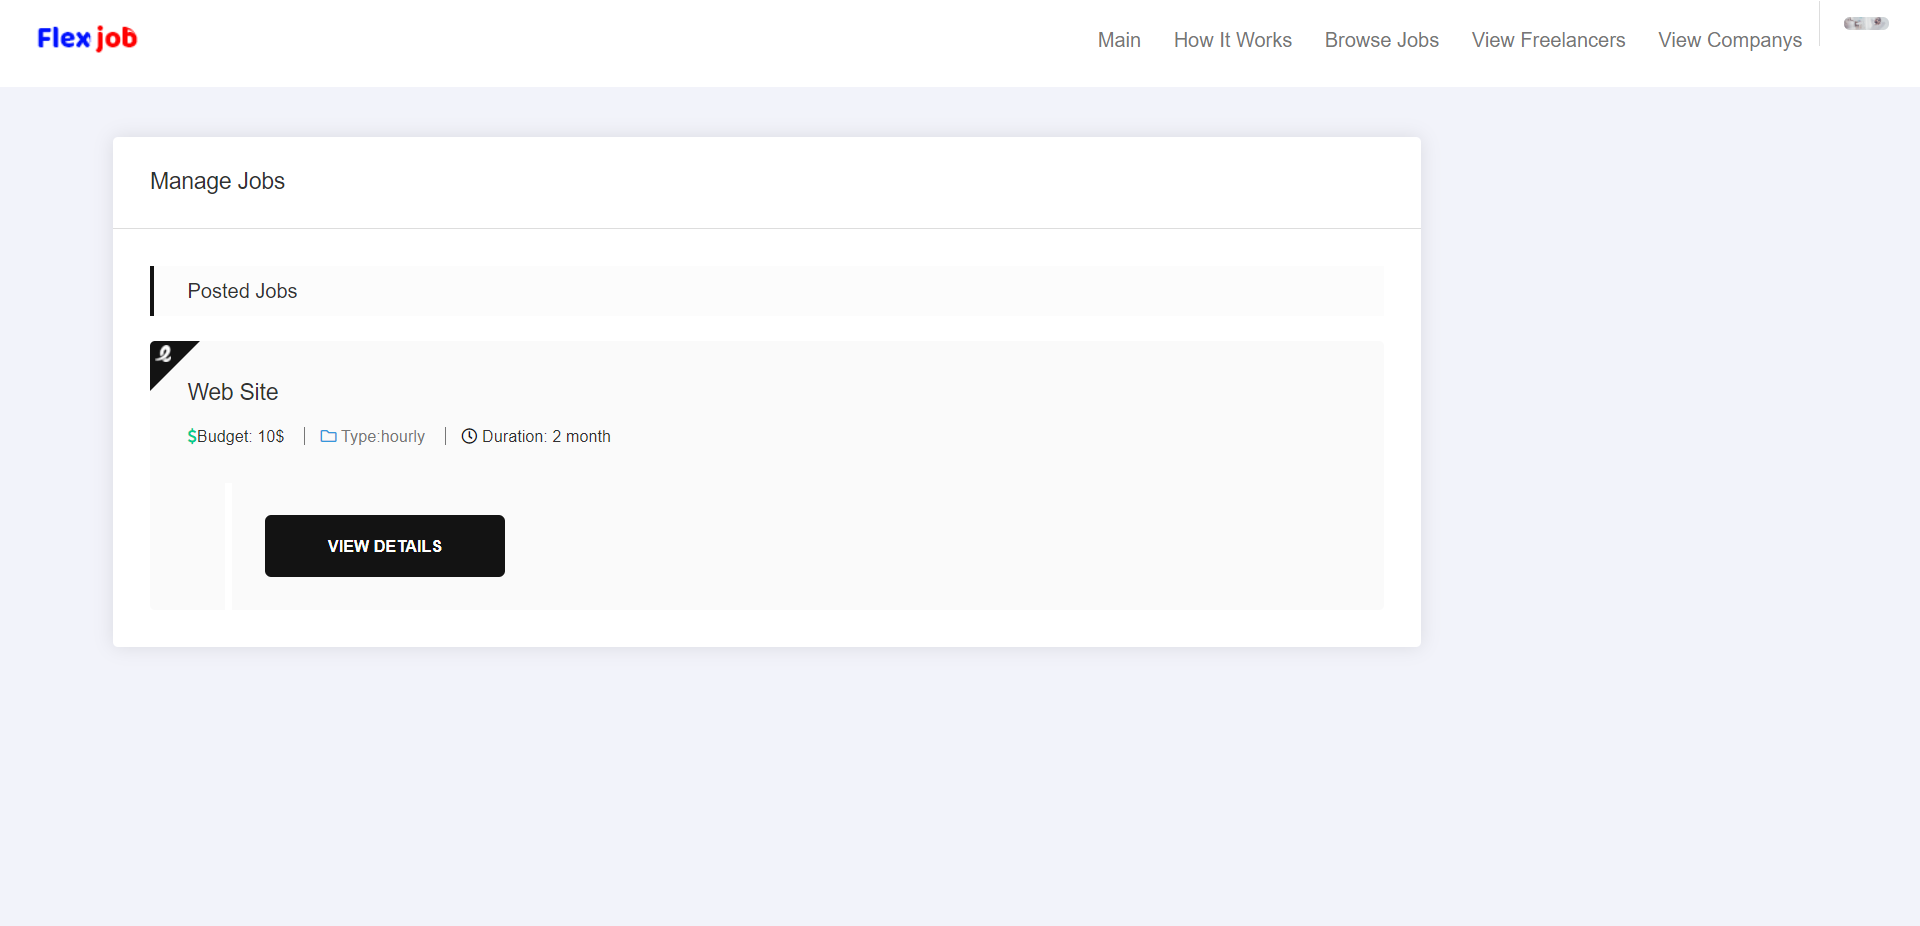 Flex job
Main How It Works Browse Jobs View Freelancers View Companys
Manage Jobs
Posted Jobs
Web Site
$Budget: 10$ Type:hourly Duration: 2 month
VIEW DETAILS